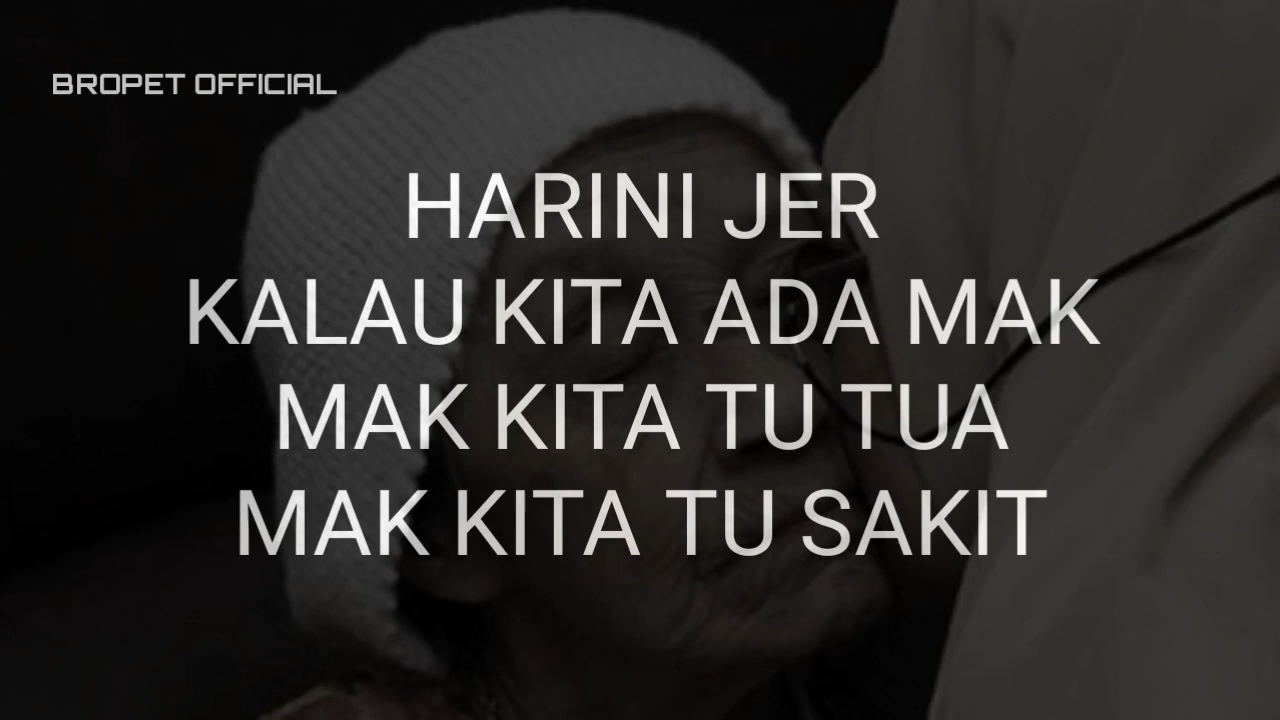 BROPET OFFICIAL
HARINI JER
KALAU KITA ADA MAK
MAK KITA TU TUA
MAK KITA TU SAKIT